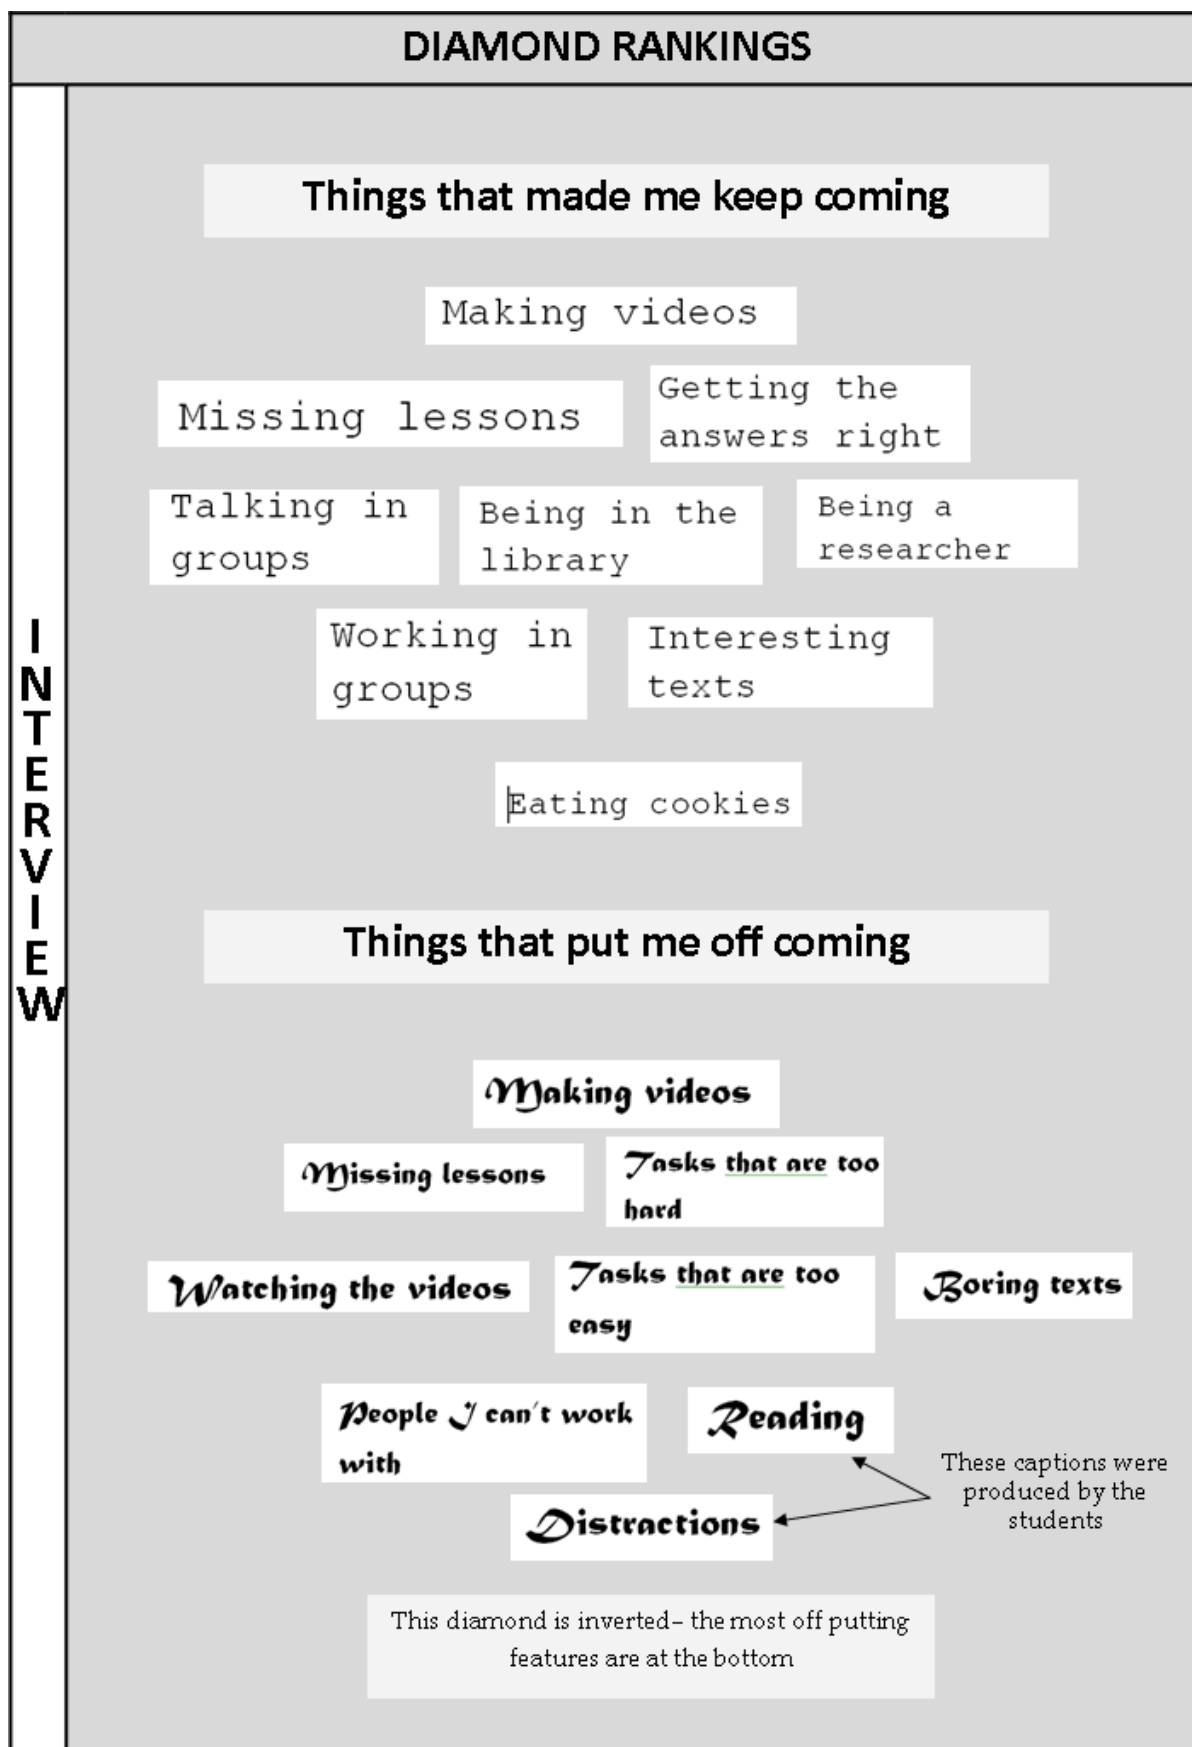 DIAMOND RANKINGS
INTERVIEW
Things that made me keep coming
Making videos
Missing lessons
Getting the
answers right
Talking in
groups
Being in the
library
Being a
researcher
Working in
groups
Interesting
texts
Eating cookies
Things that put me off coming
Making videos
Missing lessons
Tasks that are too
hard
Watching the videos
Tasks that are too
easy
Boring texts
People I can't work
with
Reading
These captions were
produced by the
students
Distractions
This diamond is inverted– the most off putting
features are at the bottom